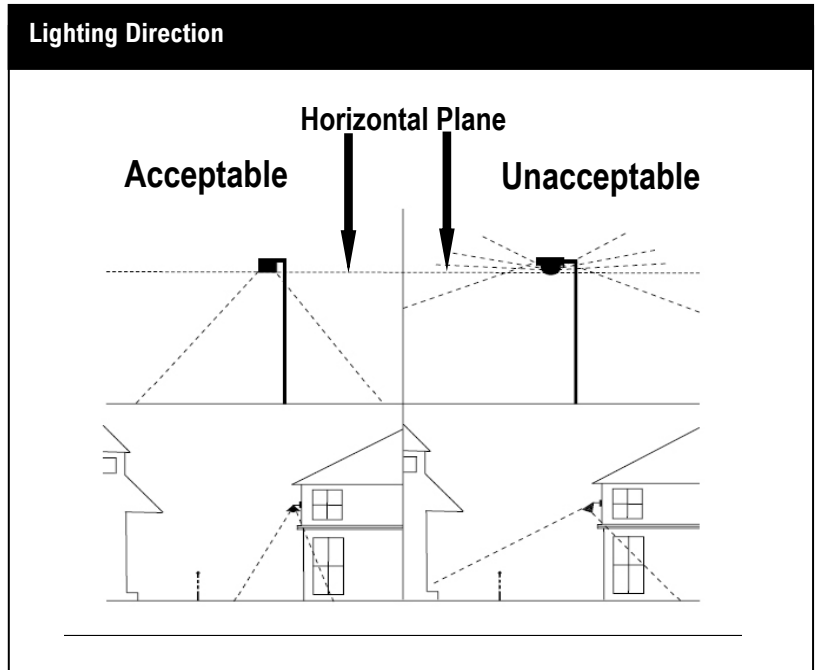 Lighting Direction
Horizontal Plane
Acceptable
Unacceptable